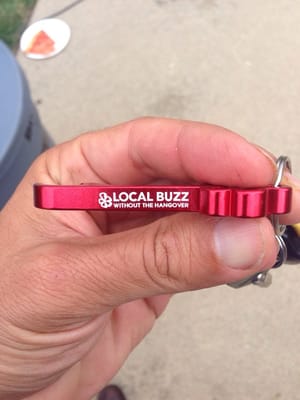 LOCAL BUZZ
WITHOUT THE HANGOVER